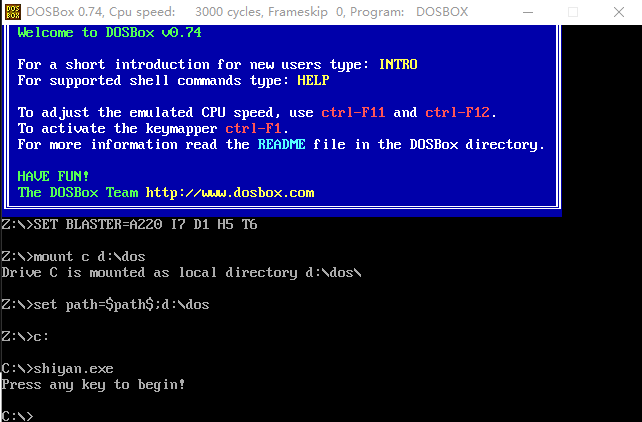 DOSBox 0.74, Cpu speed: 3000 cycles, Frameskip 0, Program: DOSBOX
Welcome to DOSBox v0.74
For a short introduction for new users type: INTRO
For supported shell commands type: HELP
To adjust the emulated CPU speed, use ctrl-F11 and ctrl-F12.
To activate the keymapper ctrl-F1.
For more information read the README file in the DOSBox directory.
HAVE FUN!
The DOSBox Team http://www.dosbox.com
Z:\>SET BLASTER=A220 I7 D1 H5 T6
Z:\>mount c d:\dos
Drive C is mounted as local directory d:\dos\
Z:\>set path=$path$;d:\dos
Z:\>c:
C:\>shiyan.exe
Press any key to begin!
C:\>